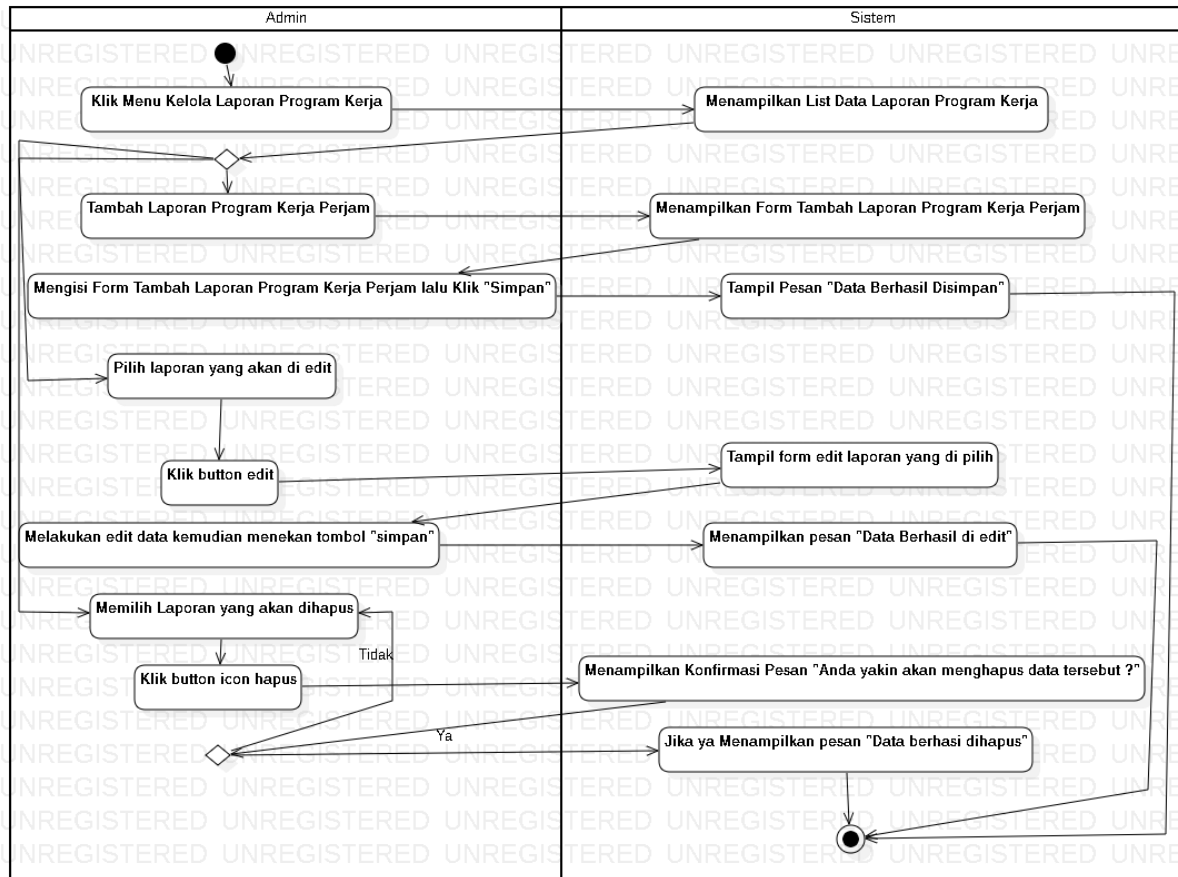 Admin
Sistem
Klik Menu Kelola Laporan Program Kerja
Menampilkan List Data Laporan Program Kerja
Tambah Laporan Program Kerja Perjam
Menampilkan Form Tambah Laporan Program Kerja Perjam
Mengisi Form Tambah Laporan Program Kerja Perjam lalu Klik "Simpan"
Tampil Pesan "Data Berhasil Disimpan"
Pilih laporan yang akan di edit
Klik button edit
Tampil form edit laporan yang di pilih
Melakukan edit data kemudian menekan tombol "simpan"
Menampilkan pesan "Data Berhasil di edit"
Memilih Laporan yang akan dihapus
Tidak
Klik button icon hapus
Menampilkan Konfirmasi Pesan "Anda yakin akan menghapus data tersebut ?"
Ya
Jika ya Menampilkan pesan "Data berhasi dihapus"
UNREGISTERED